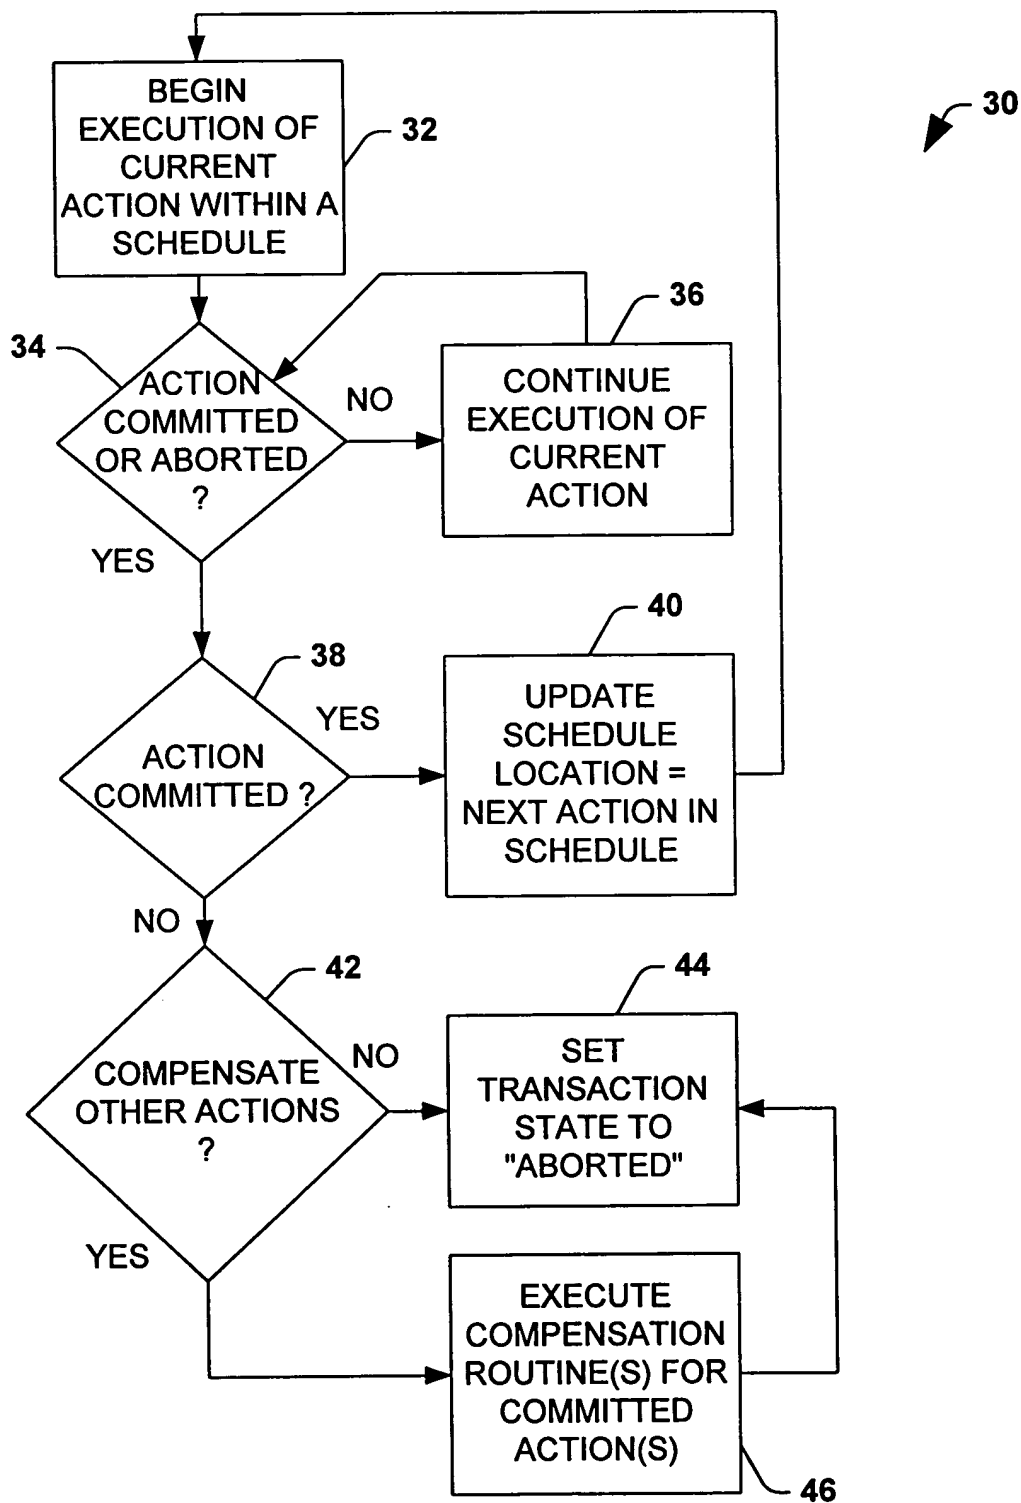 30
BEGIN
EXECUTION OF
CURRENT
ACTION WITHIN A
SCHEDULE
32
34
ACTION
COMMITTED
OR ABORTED
?
NO
YES
36
CONTINUE
EXECUTION OF
CURRENT
ACTION
38
ACTION
COMMITTED ?
YES
NO
40
UPDATE
SCHEDULE
LOCATION =
NEXT ACTION IN
SCHEDULE
42
COMPENSATE
OTHER ACTIONS
?
NO
YES
44
SET
TRANSACTION
STATE TO
"ABORTED"
EXECUTE
COMPENSATION
ROUTINE(S) FOR
COMMITTED
ACTION(S)
46